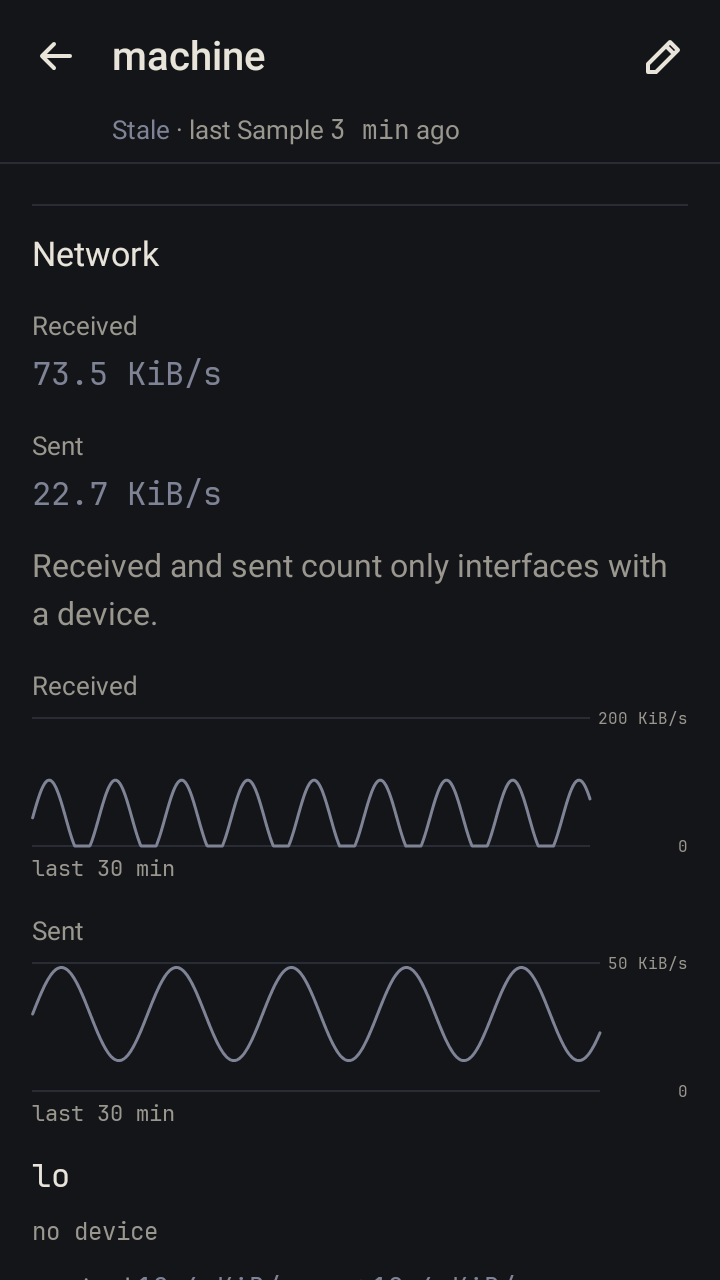 machine
Stale · last Sample 3 min ago
Network
Received
73.5 KiB/s
Sent
22.7 KiB/s
Received and sent count only interfaces with
a device.
Received
200 KiB/s
0
last 30 min
Sent
50 KiB/s
0
last 30 min
lo
no device